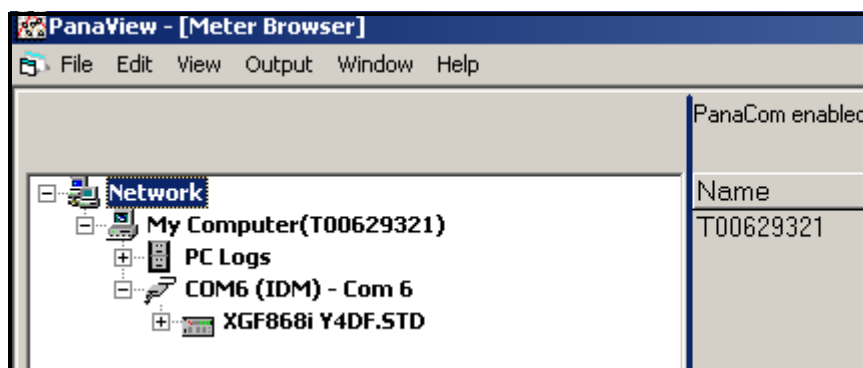 PanaView - [Meter Browser]
File Edit View Output Window Help
PanaCom enabled
Network
Name
My Computer(T00629321)
T00629321
PC Logs
COM6 (IDM) - Com 6
XGF868i Y4DF.STD